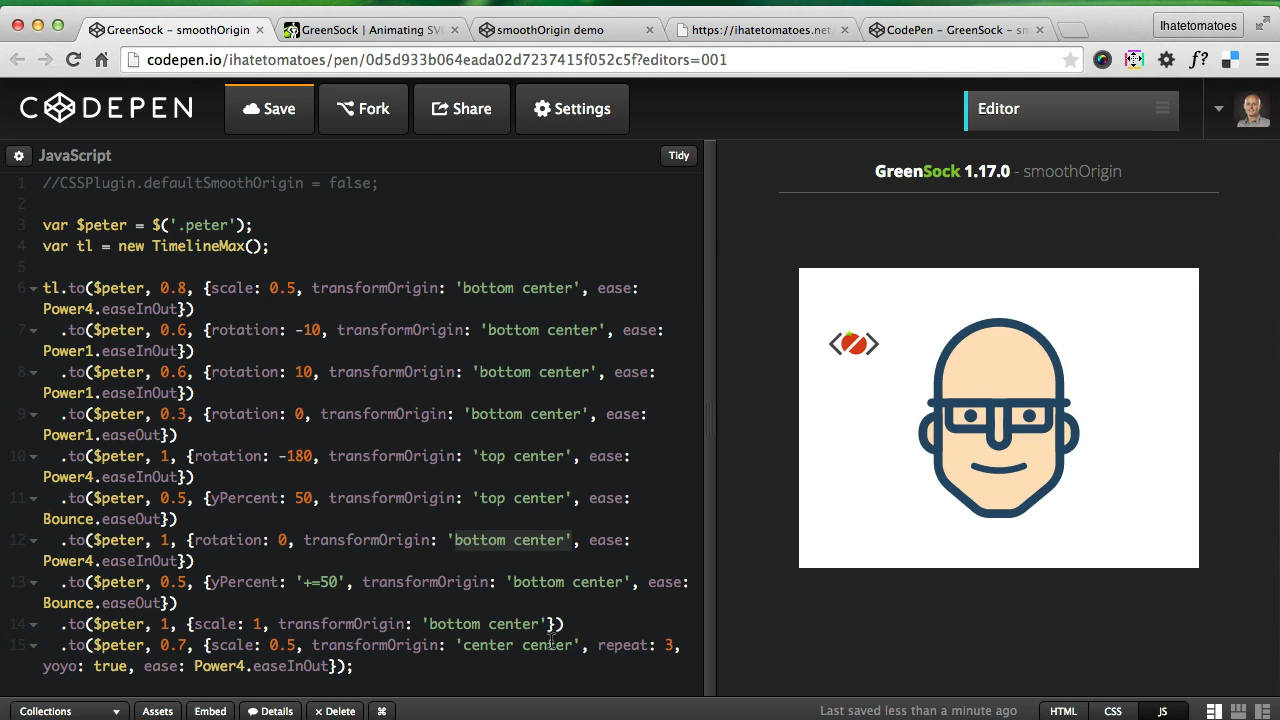 GreenSock - smoothOrigin
GreenSock | Animating SV
smoothOrigin demo
https://ihatetomatoes.net
CodePen - GreenSock - sm
Ihatetomatoes
codepen.io/ihatetomatoes/pen/0d5d933b064eada02d7237415f052c5f?editors=001
f?
CODEPEN
Save
Fork
Share
Settings
Editor
JavaScript
Tidy
1 //CSSPlugin.defaultSmoothOrigin = false;
2
3 var $peter = $('.peter');
4 var tl = new TimelineMax();
5
6 tl.to($peter, 0.8, {scale: 0.5, transformOrigin: 'bottom center', ease:
Power4.easeInOut})
7 .to($peter, 0.6, {rotation: -10, transformOrigin: 'bottom center', ease:
Power1.easeInOut})
8 .to($peter, 0.6, {rotation: 10, transformOrigin: 'bottom center', ease:
Power1.easeInOut})
9 .to($peter, 0.3, {rotation: 0, transformOrigin: 'bottom center', ease:
Power1.easeOut})
10 .to($peter, 1, {rotation: -180, transformOrigin: 'top center', ease:
Power4.easeInOut})
11 .to($peter, 0.5, {yPercent: 50, transformOrigin: 'top center', ease:
Bounce.easeOut})
12 .to($peter, 1, {rotation: 0, transformOrigin: 'bottom center', ease:
Power4.easeInOut})
13 .to($peter, 0.5, {yPercent: '+=50', transformOrigin: 'bottom center', ease:
Bounce.easeOut})
14 .to($peter, 1, {scale: 1, transformOrigin: 'bottom center'})
15 .to($peter, 0.7, {scale: 0.5, transformOrigin: 'center center', repeat: 3,
yoyo: true, ease: Power4.easeInOut});
GreenSock 1.17.0 - smoothOrigin
Collections
Assets
Embed
Details
× Delete
⌘
Last saved less than a minute ago
HTML
CSS
JS